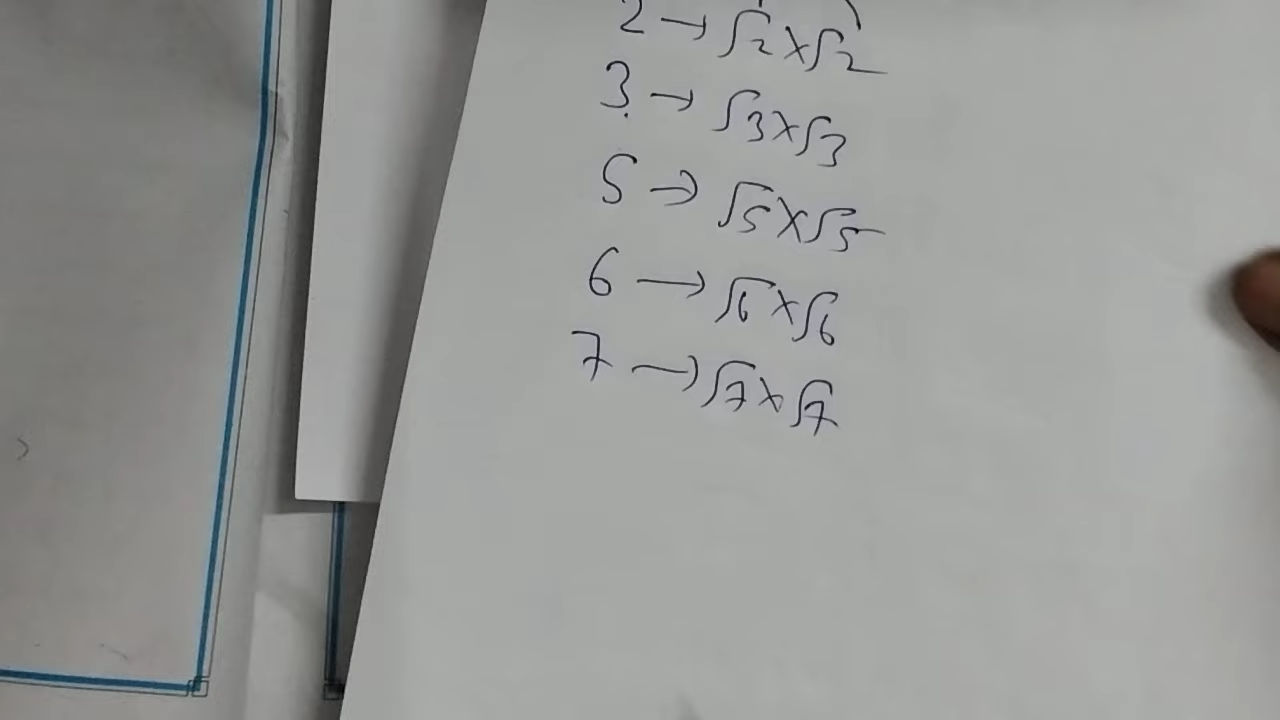 2 → √2 × √2
3 → √3 × √3
5 → √5 × √5
6 → √6 × √6
7 → √7 × √7